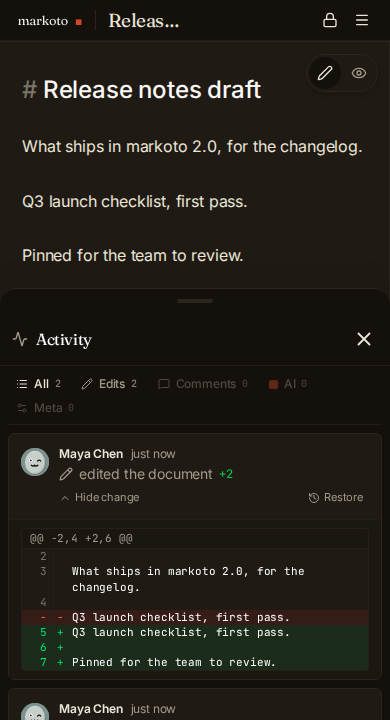 markoto
Releas...
# Release notes draft
What ships in markoto 2.0, for the changelog.
Q3 launch checklist, first pass.
Pinned for the team to review.
Activity
All 2 Edits 2 Comments 0 AI 0
Meta 0
Maya Chen just now
edited the document +2
Hide change Restore
@@ -2,4 +2,6 @@
2
3 What ships in markoto 2.0, for the
changelog.
4
- - Q3 launch checklist, first pass.
5 + Q3 launch checklist, first pass.
6 +
7 + Pinned for the team to review.
Maya Chen just now